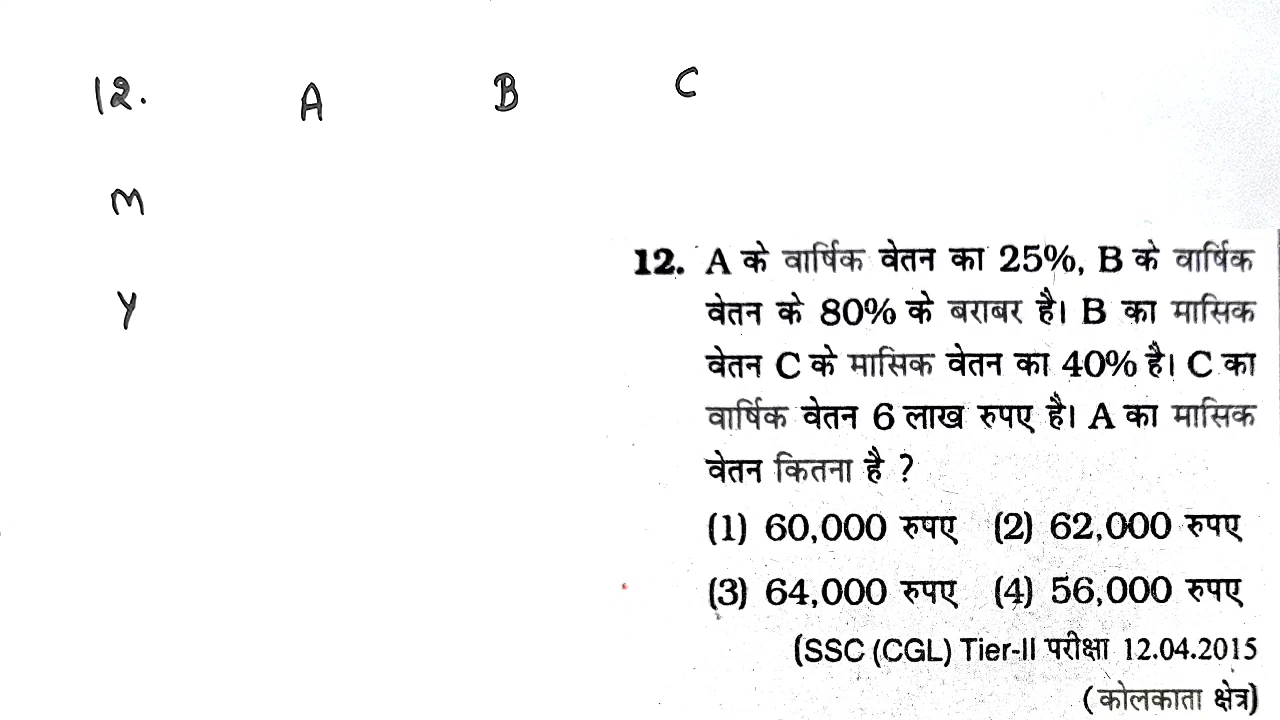 12. A B C
M
Y
12. A के वार्षिक वेतन का 25%, B के वार्षिक
वेतन के 80% के बराबर है। B का मासिक
वेतन C के मासिक वेतन का 40% है। C का
वार्षिक वेतन 6 लाख रुपए है। A का मासिक
वेतन कितना है ?
(1) 60,000 रुपए (2) 62,000 रुपए
(3) 64,000 रुपए (4) 56,000 रुपए
(SSC (CGL) Tier-II परीक्षा 12.04.2015
(कोलकाता क्षेत्र)